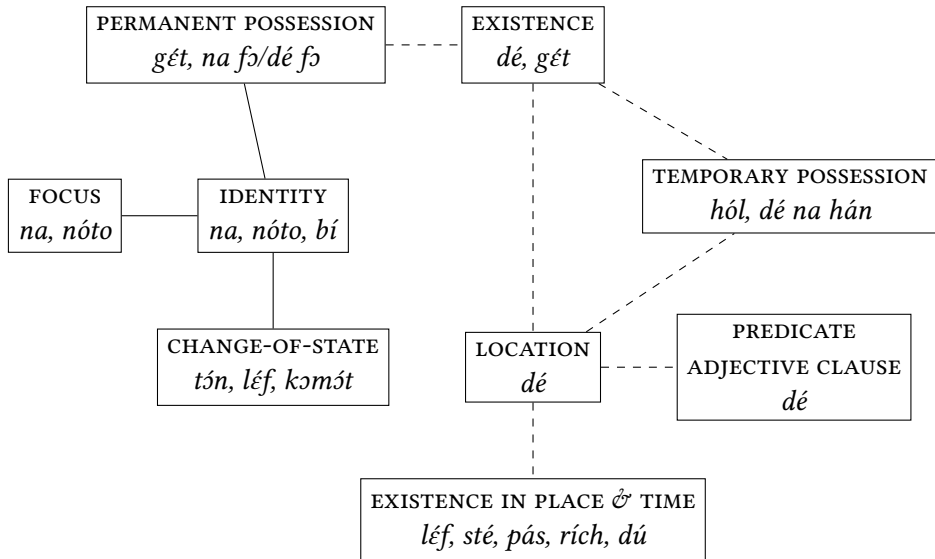 PERMANENT POSSESSION
gɛ́t, na fɔ/dé fɔ
EXISTENCE
dé, gɛ́t
TEMPORARY POSSESSION
hól, dé na hán
FOCUS
na, nóto
IDENTITY
na, nóto, bí
CHANGE-OF-STATE
tɔ́n, lɛ́f, kɔmɔ́t
LOCATION
dé
PREDICATE
ADJECTIVE CLAUSE
dé
EXISTENCE IN PLACE & TIME
lɛ́f, sté, pás, rích, dú